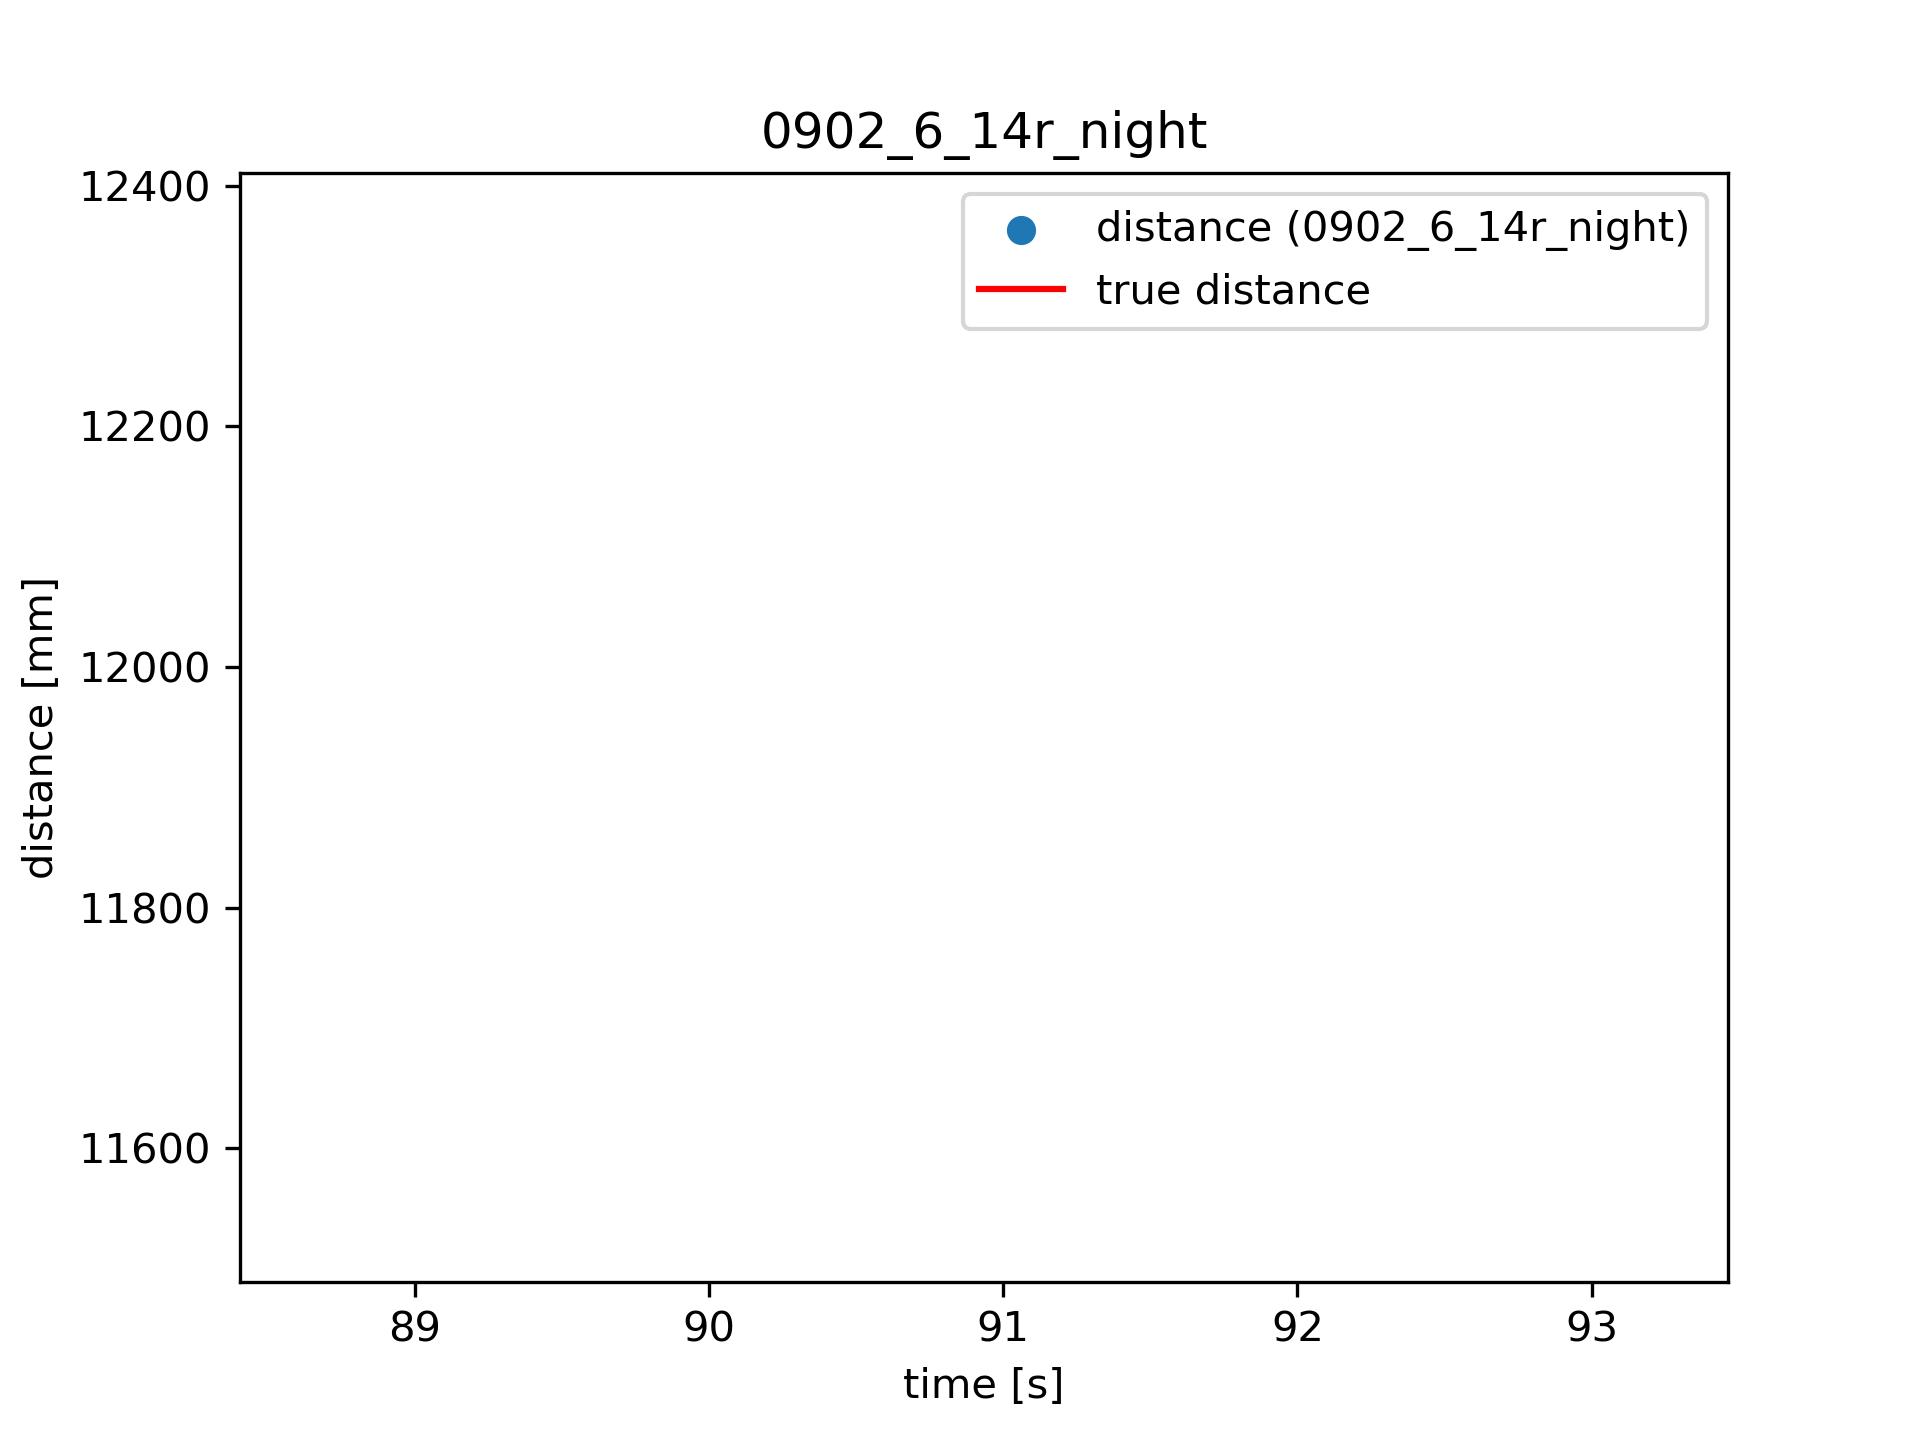 0902_6_14r_night
distance (0902_6_14r_night)
true distance
12400
12200
12000
11800
11600
distance [mm]
89 90 91 92 93
time [s]